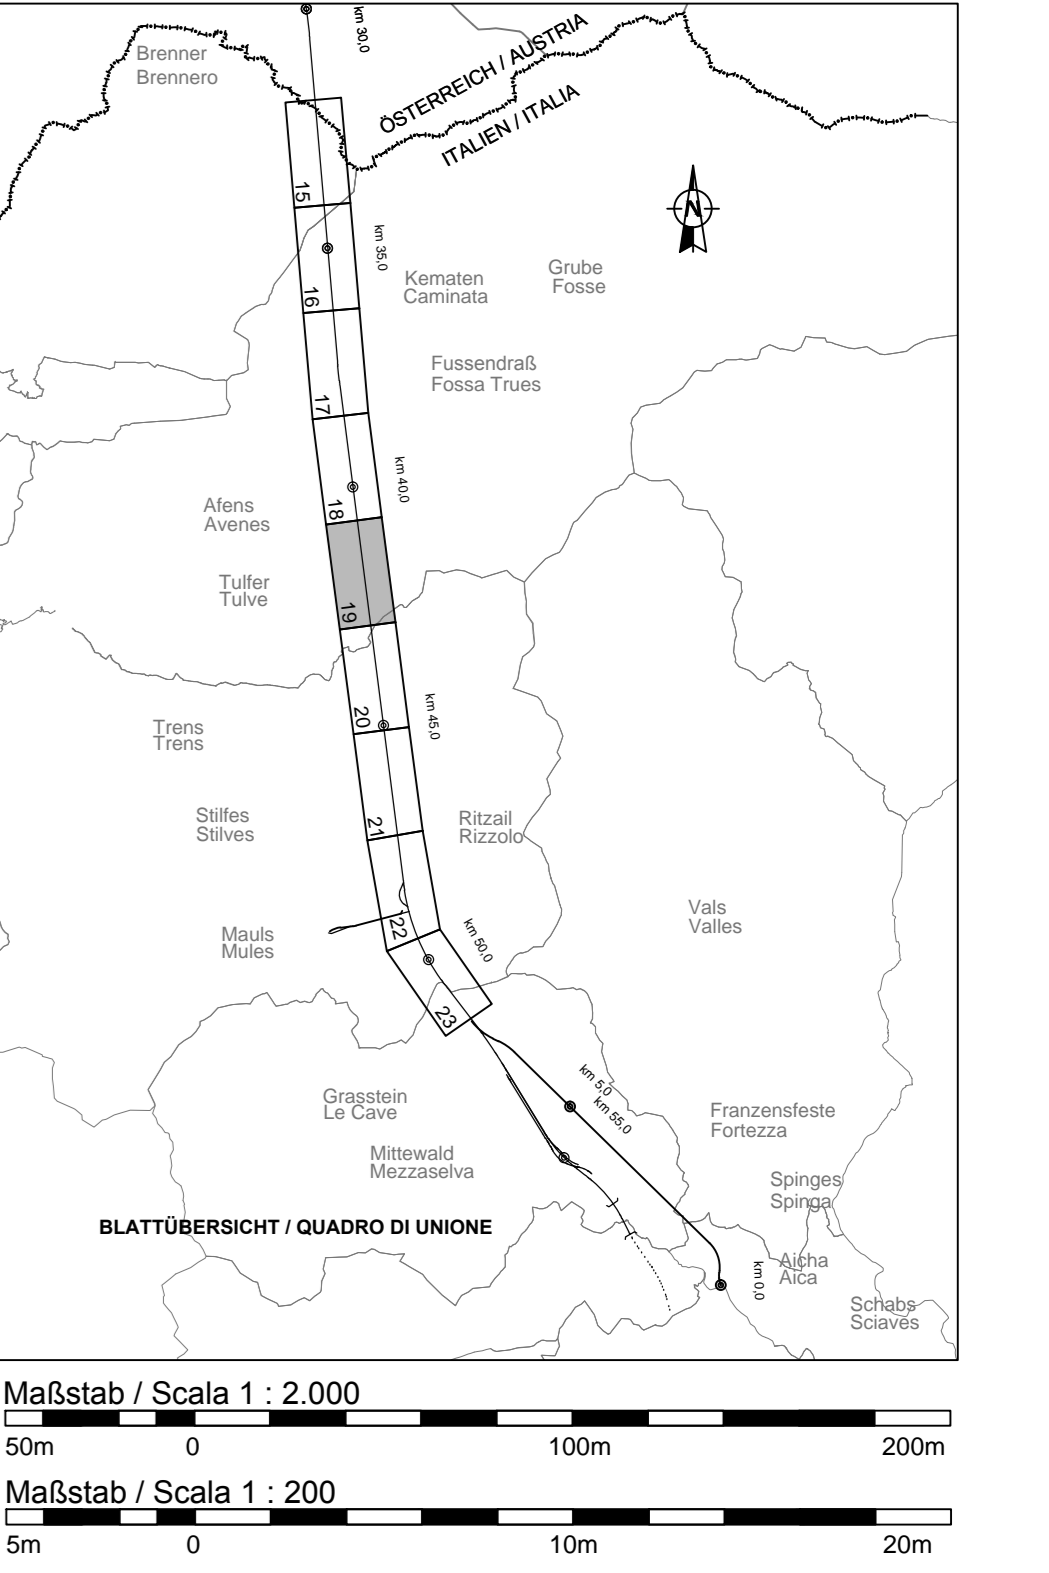 km 30,0
Brenner
Brennero
ÖSTERREICH / AUSTRIA
ITALIEN / ITALIA
15
N
km 35,0
Kematen
Caminata
Grube
Fosse
16
Fussendraß
Fossa Trues
17
km 40,0
Afens
Avenes
18
Tulfer
Tulve
19
km 45,0
20
Trens
Trens
Stilfes
Stilves
21
Ritzail
Rizzolo
Vals
Valles
22
km 50,0
Mauls
Mules
23
km 5,0
km 55,0
Grasstein
Le Cave
Franzensfeste
Fortezza
Mittewald
Mezzaselva
Spinges
Spinga
BLATTÜBERSICHT / QUADRO DI UNIONE
km 0,0
Aicha
Aica
Schabs
Sciaves
Maßstab / Scala 1 : 2.000
50m 0 100m 200m
Maßstab / Scala 1 : 200
5m 0 10m 20m